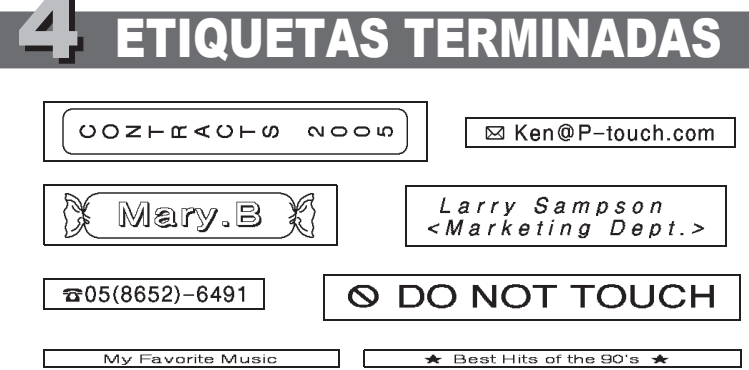 4 ETIQUETAS TERMINADAS
CONTRACTS 2005
✉ Ken@P-touch.com
Mary.B
Larry Sampson
<Marketing Dept.>
☎05(8652)-6491
🚫 DO NOT TOUCH
My Favorite Music
★ Best Hits of the 90's ★